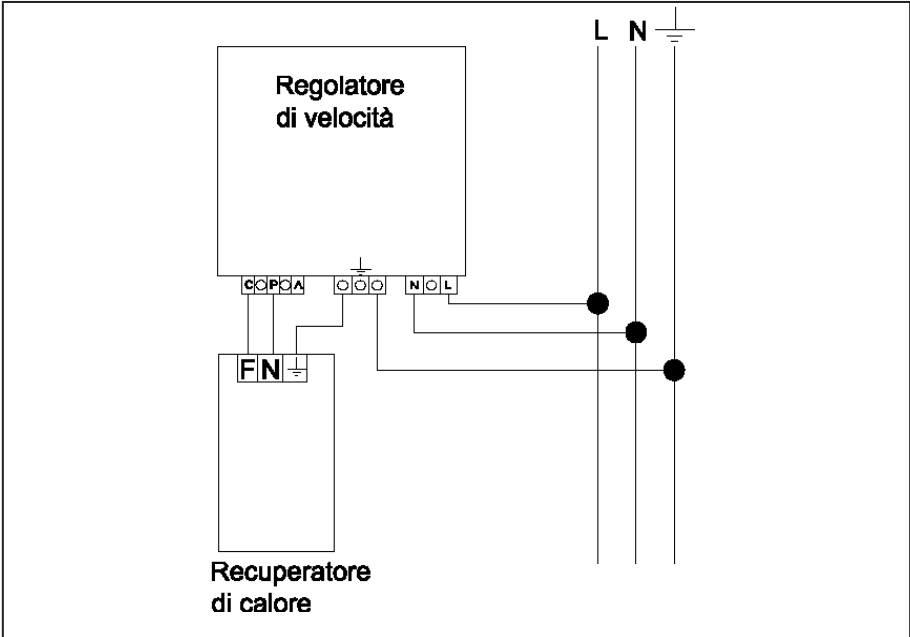 L N
Regolatore
di velocità
C P A N L
F N
Recuperatore
di calore